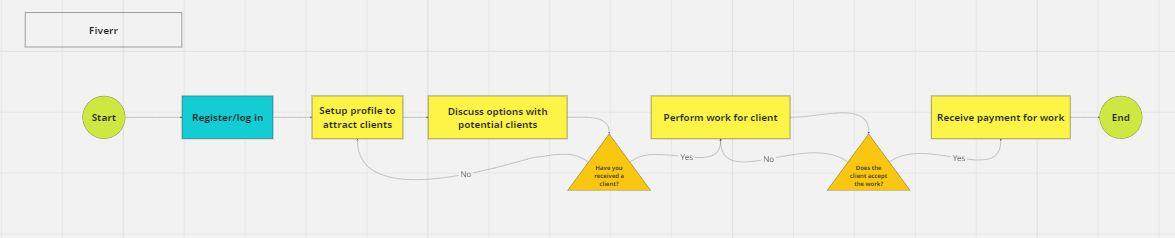 Fiverr
Start
Register/log in
Setup profile to
attract clients
Discuss options with
potential clients
Have you
received a
client?
No
Yes
Perform work for client
No
Does the
client accept
the work?
Yes
Receive payment for work
End